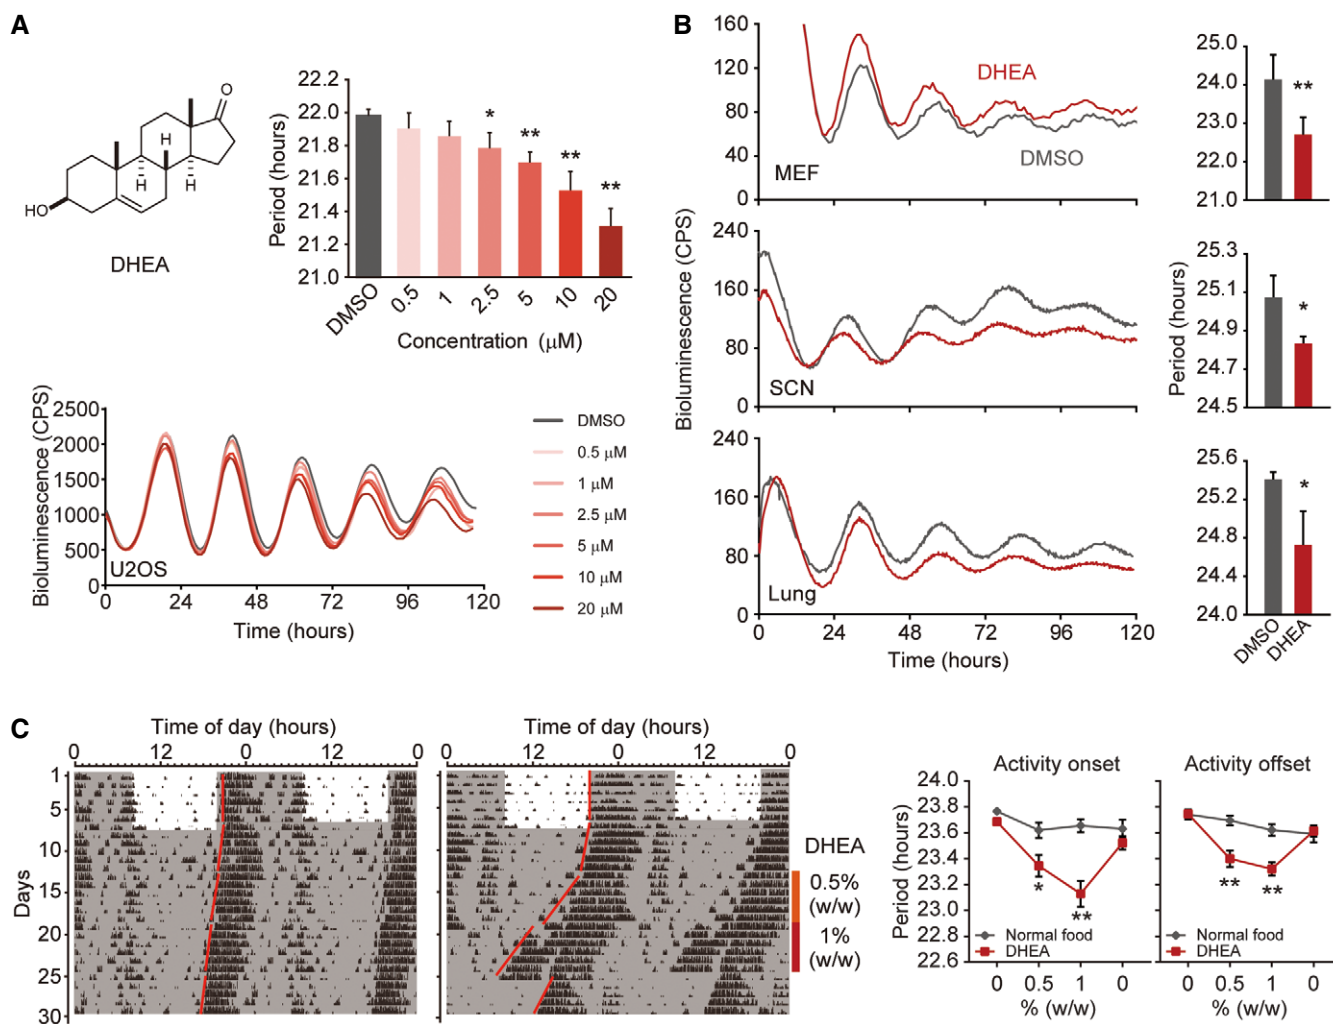 A
O
H
H
H
HO
DHEA
Period (hours)
22.2
22.0
21.8
21.6
21.4
21.2
21.0
*
**
**
**
DMSO
0.5
1
2.5
5
10
20
Concentration (μM)
Bioluminescence (CPS)
2500
2000
1500
1000
500
0
U2OS
0
24
48
72
96
120
Time (hours)
DMSO
0.5 μM
1 μM
2.5 μM
5 μM
10 μM
20 μM
B
Bioluminescence (CPS)
160
120
80
40
0
DHEA
DMSO
MEF
240
160
80
0
SCN
240
160
80
0
Lung
0
24
48
72
96
120
Time (hours)
Period (hours)
25.0
24.0
23.0
22.0
21.0
**
25.3
25.1
24.9
24.7
24.5
*
25.6
25.2
24.8
24.4
24.0
*
DMSO
DHEA
C
Time of day (hours)
0
12
0
12
0
Days
1
5
10
15
20
25
30
Time of day (hours)
0
12
0
12
0
DHEA
0.5%
(w/w)
1%
(w/w)
Activity onset
Activity offset
Period (hours)
24.0
23.8
23.6
23.4
23.2
23.0
22.8
22.6
*
**
Normal food
DHEA
0
0.5
1
0
% (w/w)
**
**
Normal food
DHEA
0
0.5
1
0
% (w/w)